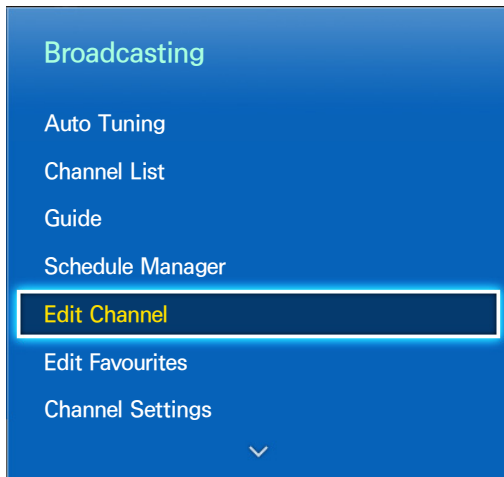 Broadcasting
Auto Tuning
Channel List
Guide
Schedule Manager
Edit Channel
Edit Favourites
Channel Settings